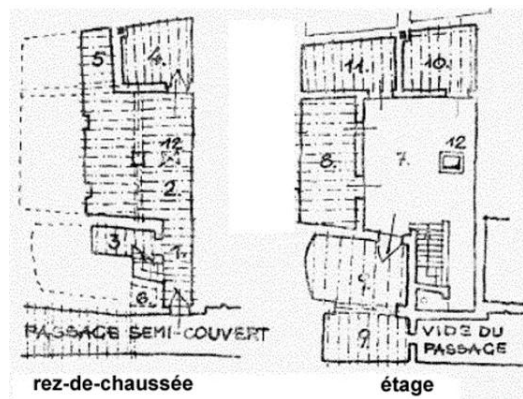 5
4.
11.
10.
12
2.
8.
7.
12
3
1.
6.
9.
PASSAGE SEMI-COUVERT
9.
VIDE DU
PASSAGE
rez-de-chaussée
étage